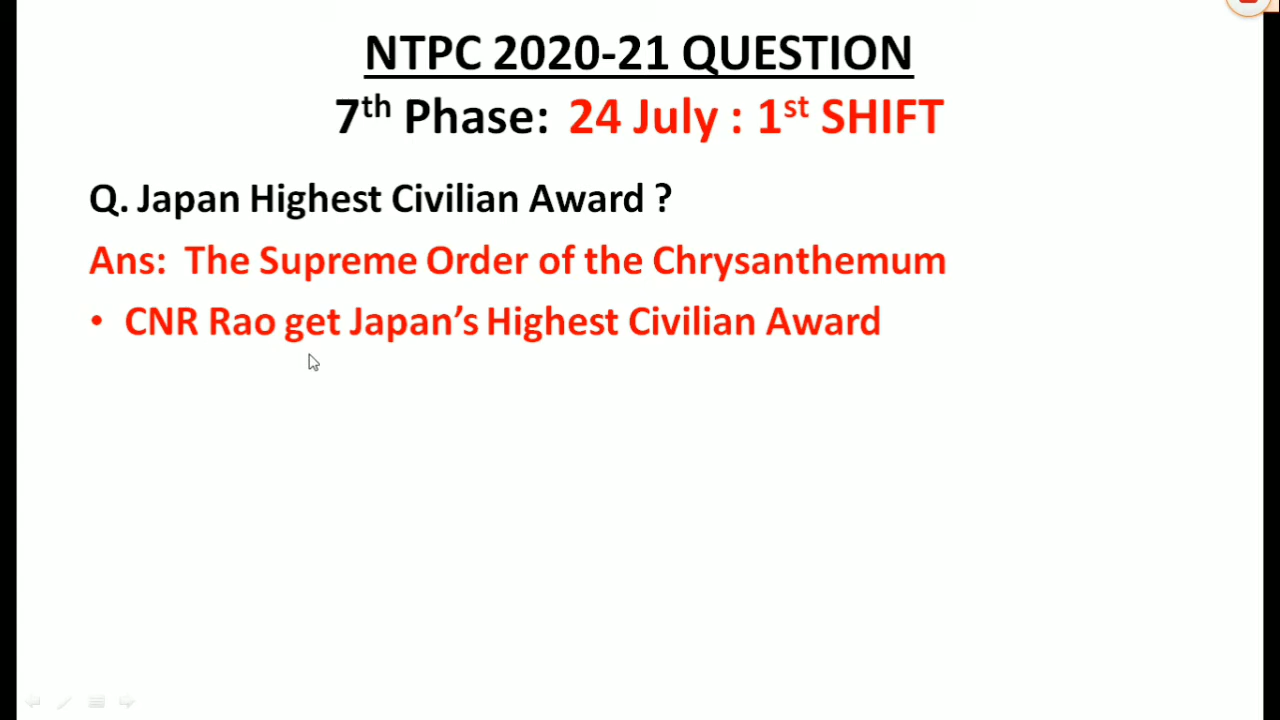 NTPC 2020-21 QUESTION
7th Phase: 24 July : 1st SHIFT
Q. Japan Highest Civilian Award ?
Ans: The Supreme Order of the Chrysanthemum
• CNR Rao get Japan’s Highest Civilian Award